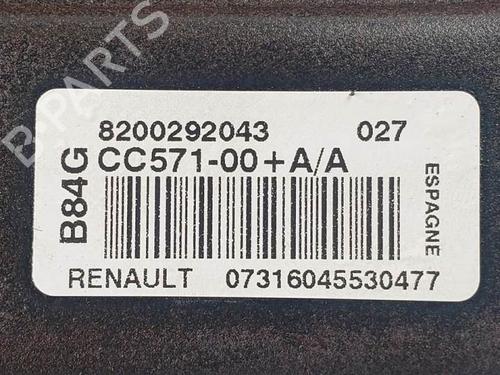 8200292043 027
B84G
CC571-00+A/A
ESPAGNE
RENAULT 07316045530477
B-PARTS